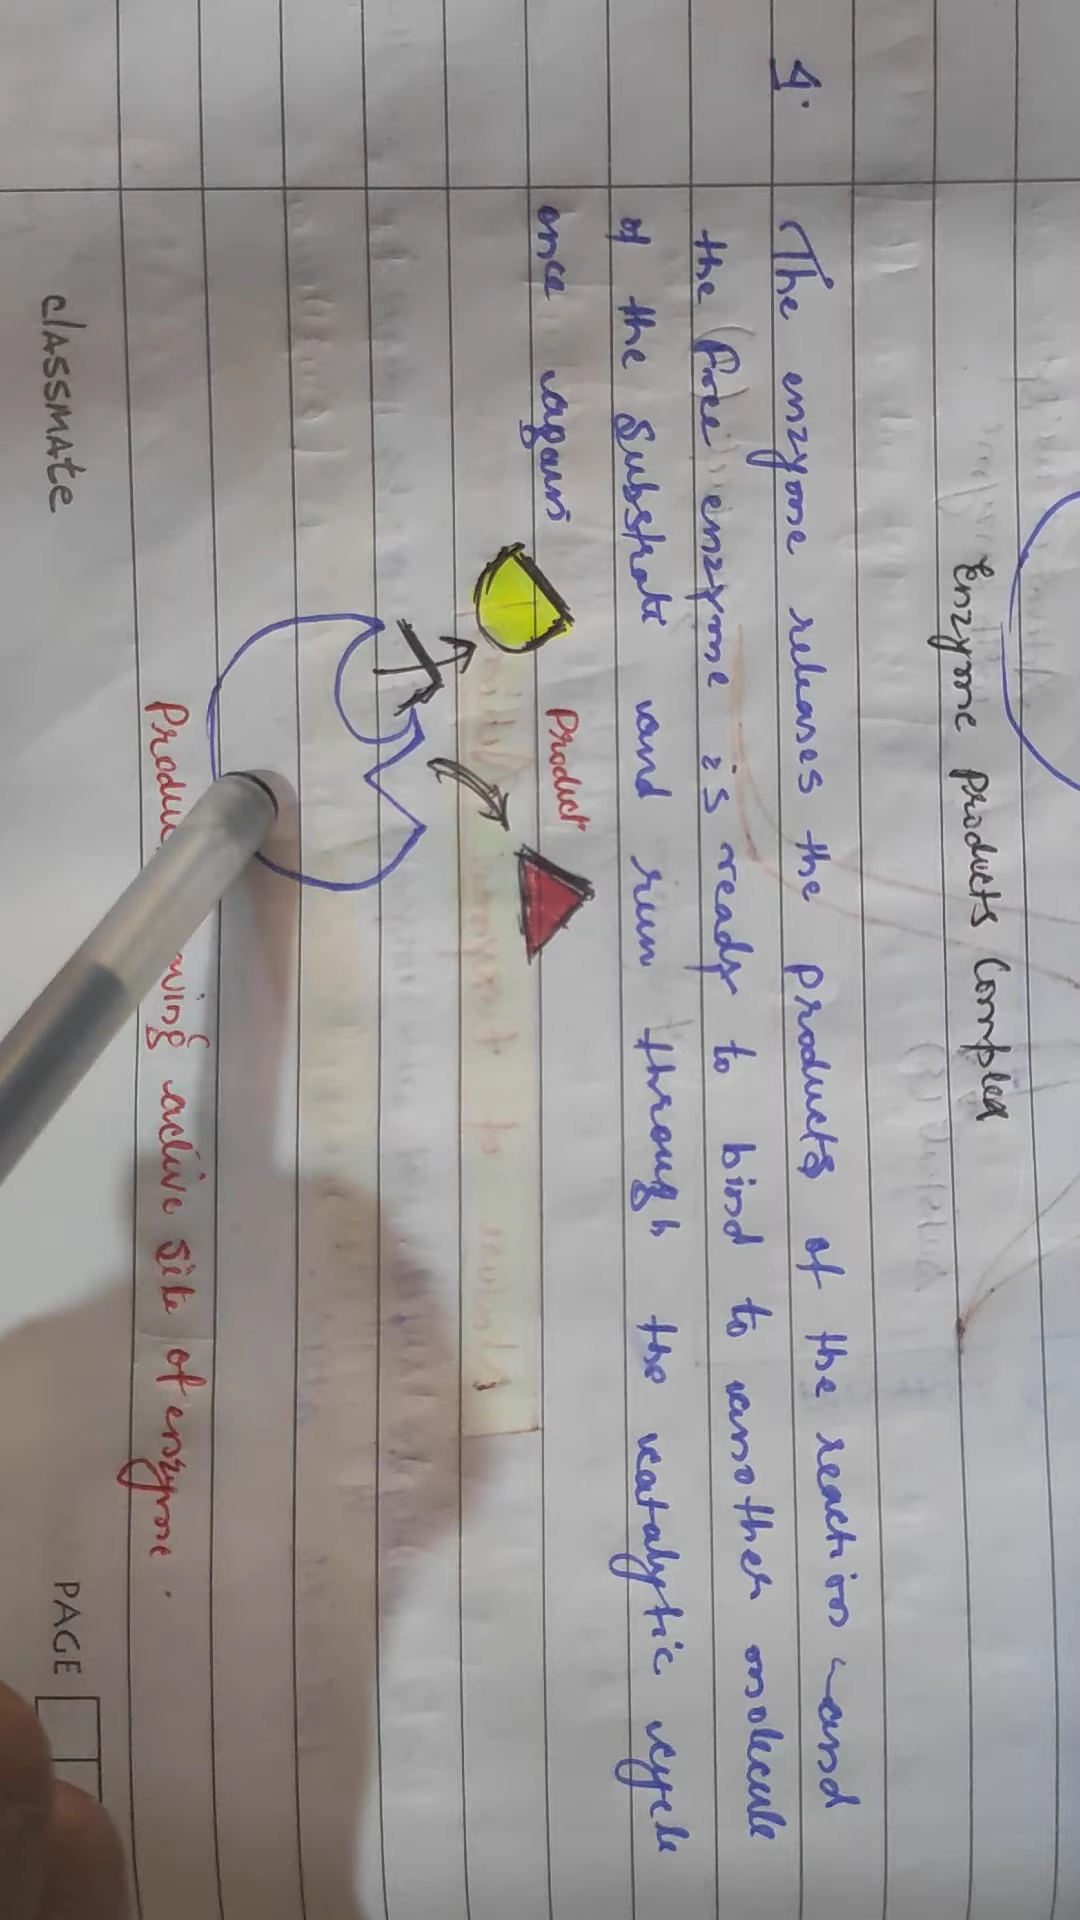 Enzyme Products Complex
4. The enzyme releases the products of the reaction and
the free enzyme is ready to bind to another molecule
of the substrate and run through the catalytic cycle
once again
Product
active site of enzyme.
classmate
PAGE